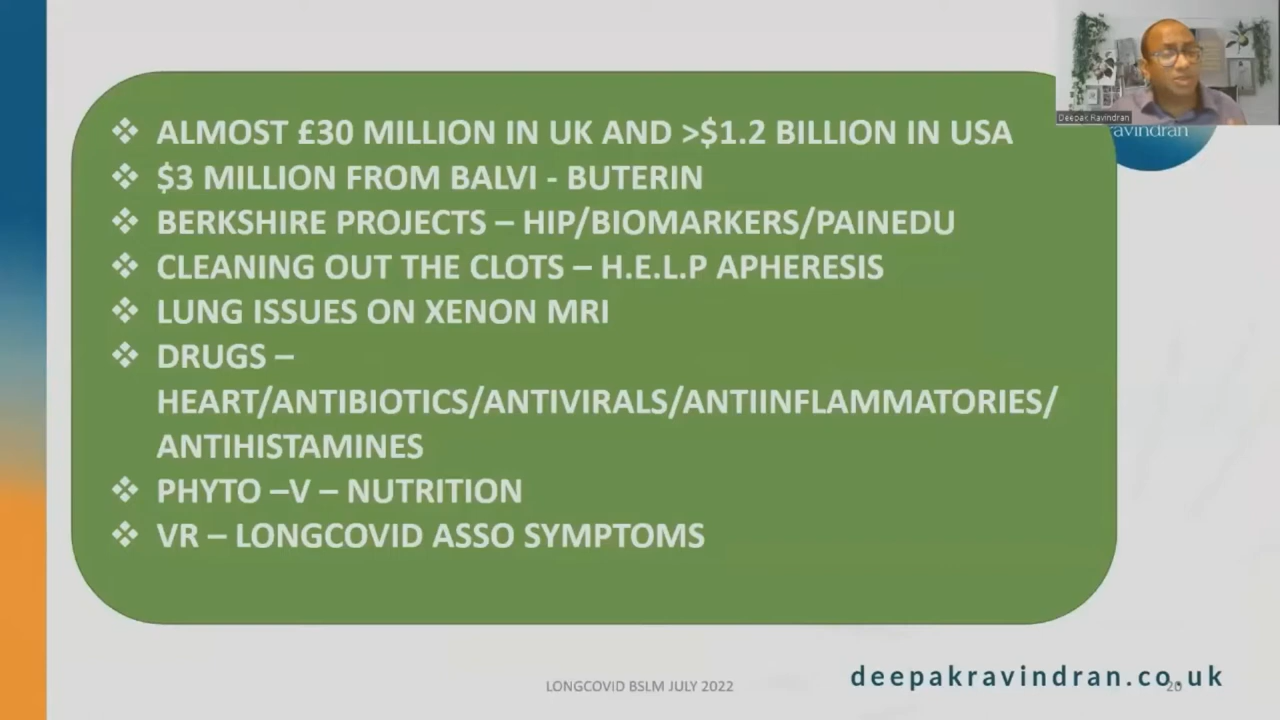 Deepak Ravindran
ravindran
❖ ALMOST £30 MILLION IN UK AND >$1.2 BILLION IN USA
❖ $3 MILLION FROM BALVI - BUTERIN
❖ BERKSHIRE PROJECTS – HIP/BIOMARKERS/PAINEDU
❖ CLEANING OUT THE CLOTS – H.E.L.P APHERESIS
❖ LUNG ISSUES ON XENON MRI
❖ DRUGS –
HEART/ANTIBIOTICS/ANTIVIRALS/ANTIINFLAMMATORIES/
ANTIHISTAMINES
❖ PHYTO –V – NUTRITION
❖ VR – LONGCOVID ASSO SYMPTOMS
LONGCOVID BSLM JULY 2022
deepakravindran.co.uk
20